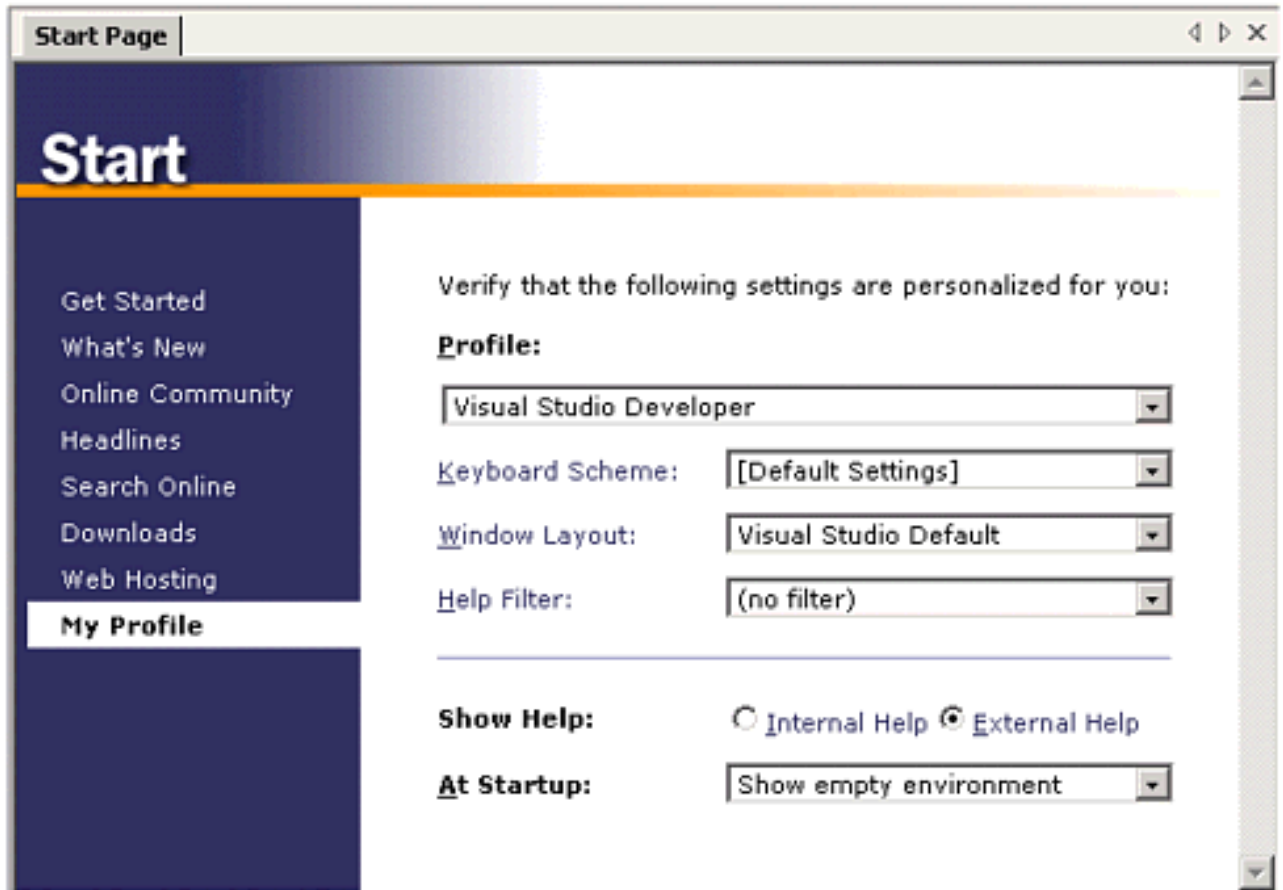 Start Page
Start
Get Started
What's New
Online Community
Headlines
Search Online
Downloads
Web Hosting
My Profile
Verify that the following settings are personalized for you:
Profile:
Visual Studio Developer
Keyboard Scheme: [Default Settings]
Window Layout: Visual Studio Default
Help Filter: (no filter)
Show Help: Internal Help External Help
At Startup: Show empty environment